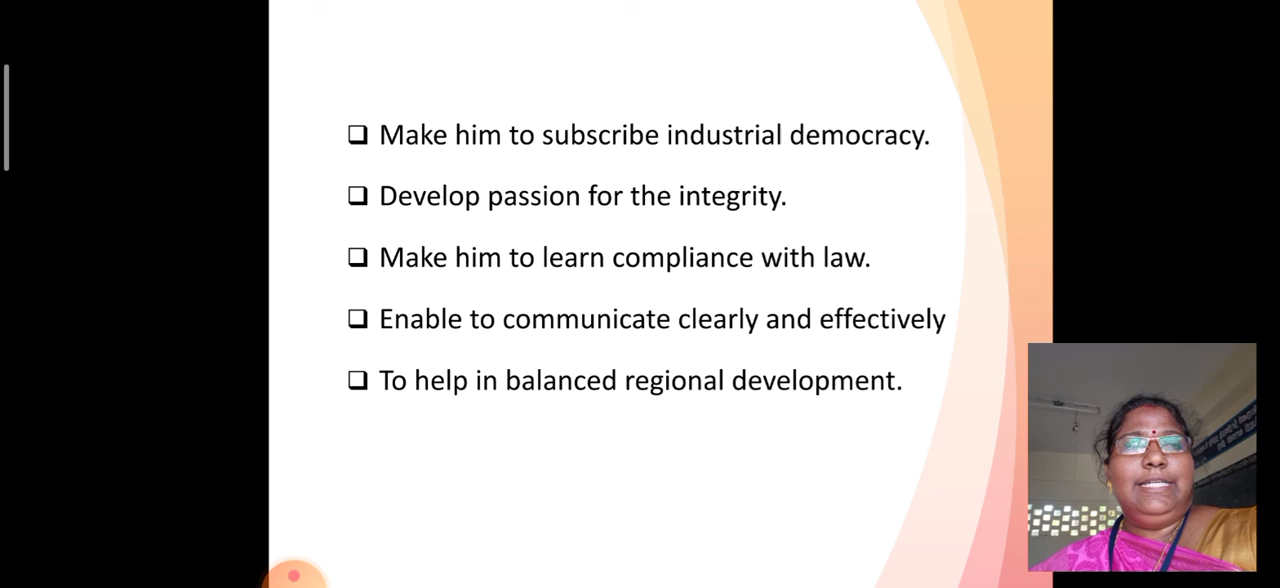 Make him to subscribe industrial democracy.
Develop passion for the integrity.
Make him to learn compliance with law.
Enable to communicate clearly and effectively
To help in balanced regional development.